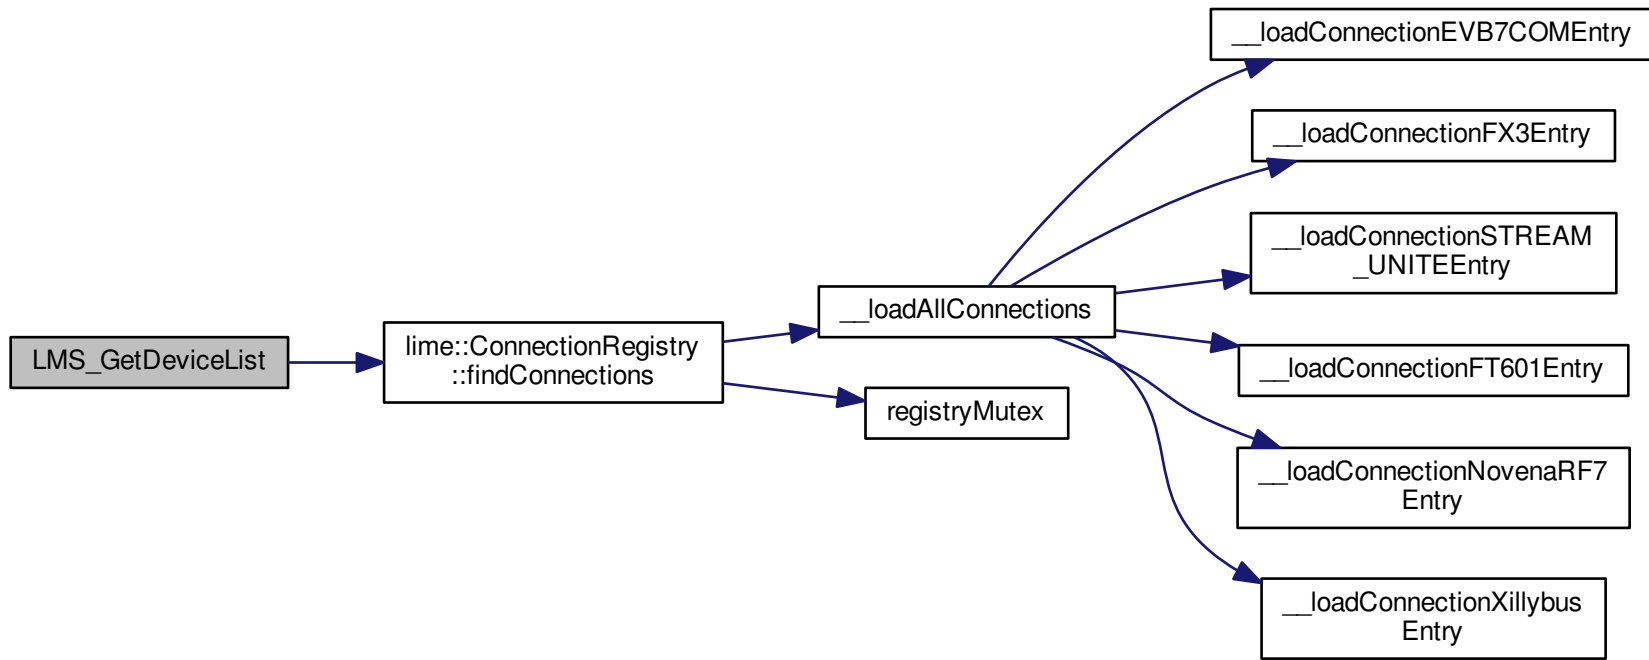 LMS_GetDeviceList
lime::ConnectionRegistry
::findConnections
__loadAllConnections
registryMutex
__loadConnectionEVB7COMEntry
__loadConnectionFX3Entry
__loadConnectionSTREAM
_UNITEEntry
__loadConnectionFT601Entry
__loadConnectionNovenaRF7
Entry
__loadConnectionXillybus
Entry